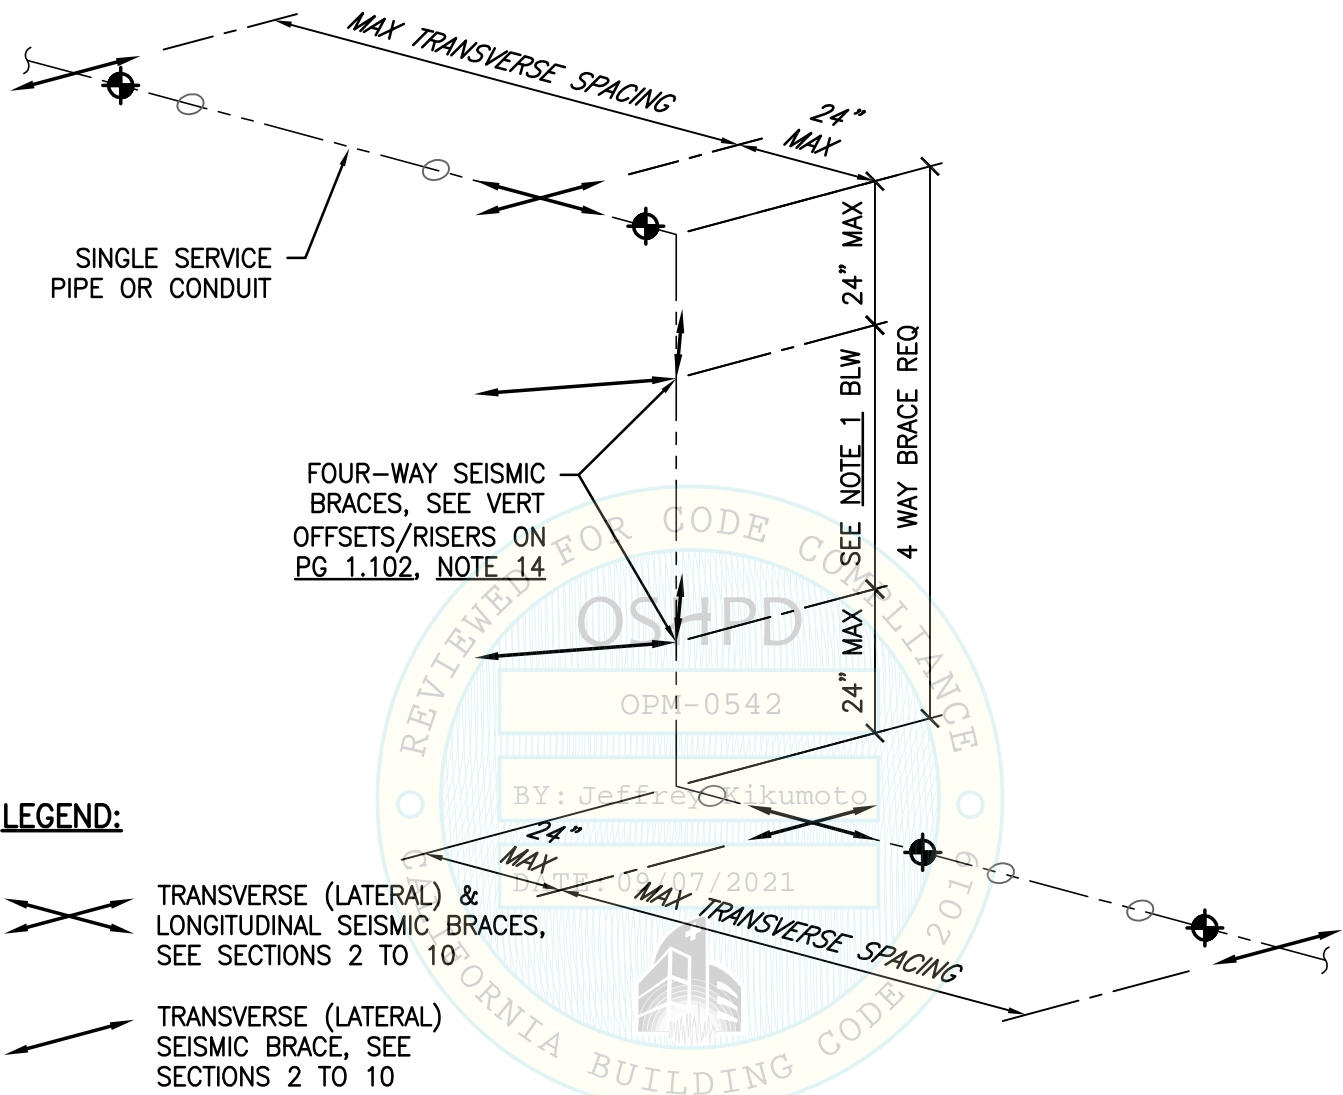 MAX TRANSVERSE SPACING
24"
MAX
SINGLE SERVICE
PIPE OR CONDUIT
24" MAX
SEE NOTE 1 BLW
24" MAX
4 WAY BRACE REQ
FOUR-WAY SEISMIC
BRACES, SEE VERT
OFFSETS/RISERS ON
PG 1.102, NOTE 14
REVIEWED FOR CODE COMPLIANCE
OSHPD
OPM-0542
BY: Jeffrey Kikumoto
DATE: 09/07/2021
CALIFORNIA BUILDING CODE 2019
24"
MAX
MAX TRANSVERSE SPACING
LEGEND:
TRANSVERSE (LATERAL) &
LONGITUDINAL SEISMIC BRACES,
SEE SECTIONS 2 TO 10
TRANSVERSE (LATERAL)
SEISMIC BRACE, SEE
SECTIONS 2 TO 10